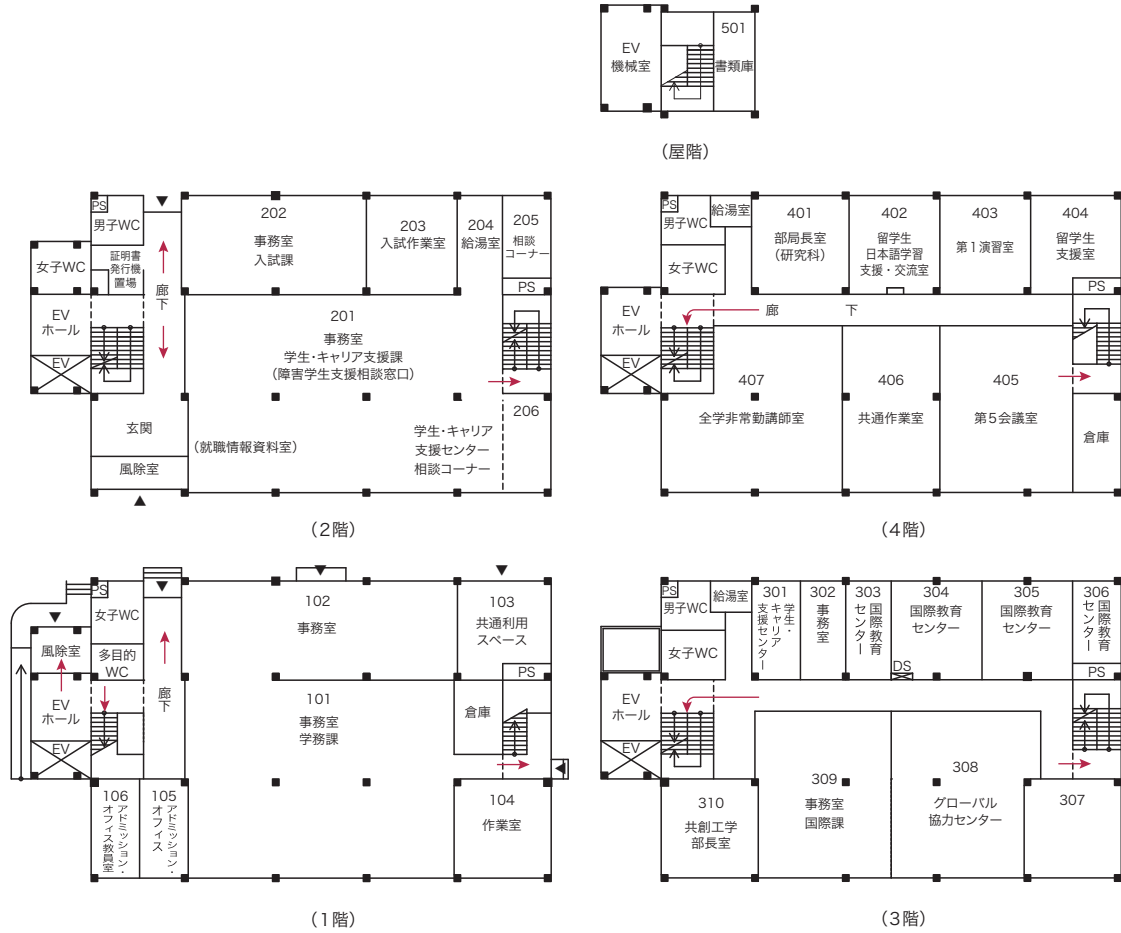 EV
機械室
501
書類庫
（屋階）
PS
男子WC
女子WC
証明書
発行機
置場
廊下
EV
ホール
EV
玄関
風除室
202
事務室
入試課
203
入試作業室
204
給湯室
205
相談
コーナー
PS
201
事務室
学生・キャリア支援課
（障害学生支援相談窓口）
（就職情報資料室）
206
学生・キャリア
支援センター
相談コーナー
（2階）
PS
男子WC
給湯室
女子WC
EV
ホール
EV
401
部局長室
（研究科）
402
留学生
日本語学習
支援・交流室
403
第1演習室
404
留学生
支援室
PS
廊　下
407
全学非常勤講師室
406
共通作業室
405
第5会議室
倉庫
（4階）
PS
女子WC
風除室
多目的
WC
廊下
EV
ホール
EV
102
事務室
103
共通利用
スペース
PS
101
事務室
学務課
倉庫
106
アドミッション・
オフィス教員室
105
アドミッション・
オフィス
104
作業室
（1階）
PS
男子WC
給湯室
女子WC
EV
ホール
EV
301
学生・
キャリア
支援センター
302
事務室
303
国際教育
センター
304
国際教育
センター
DS
305
国際教育
センター
306
国際教育
センター
PS
310
共創工学
部長室
309
事務室
国際課
308
グローバル
協力センター
307
（3階）